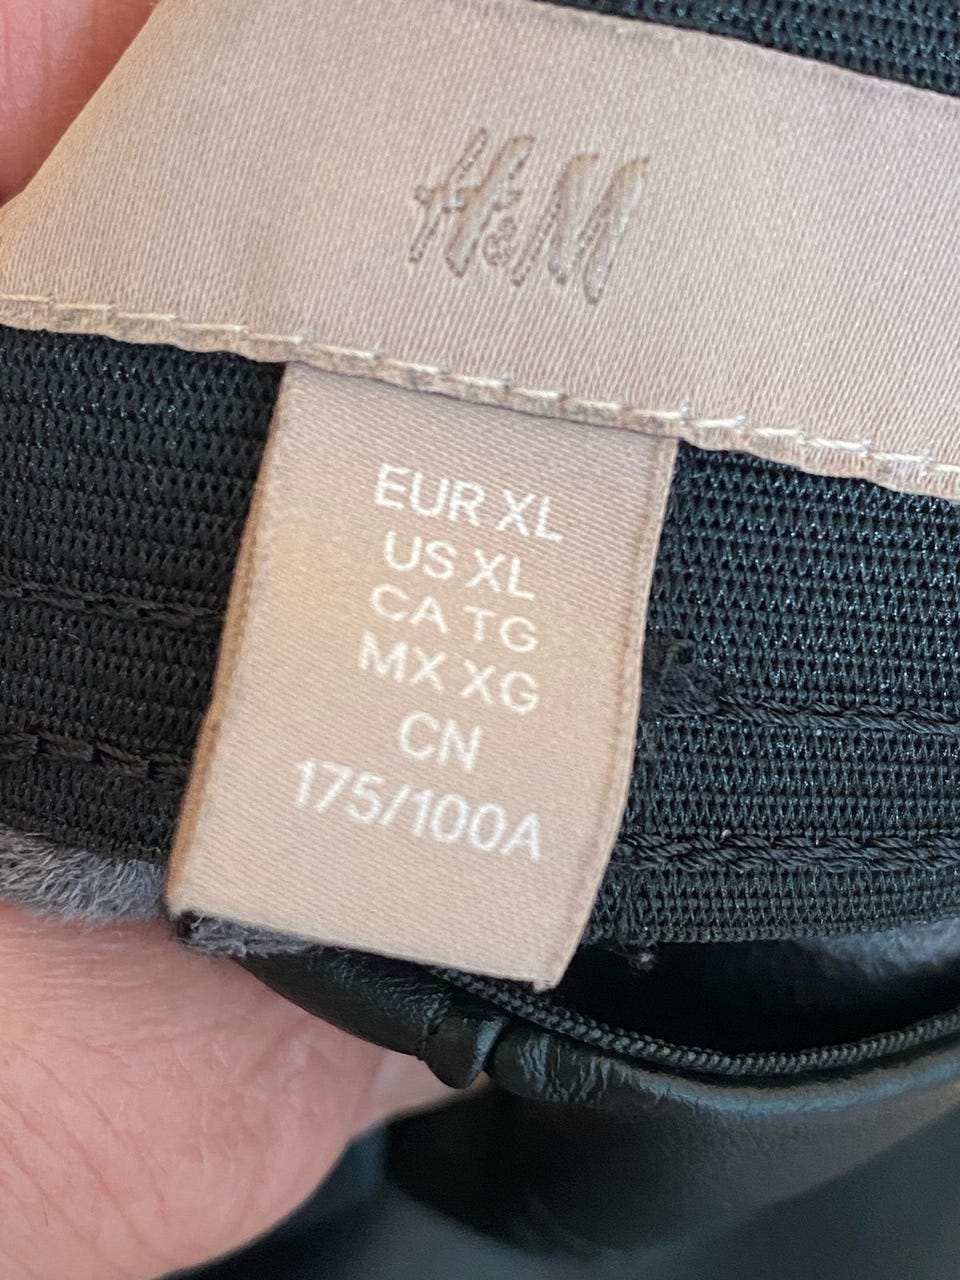 H&M
EUR XL
US XL
CA TG
MX XG
CN
175/100A